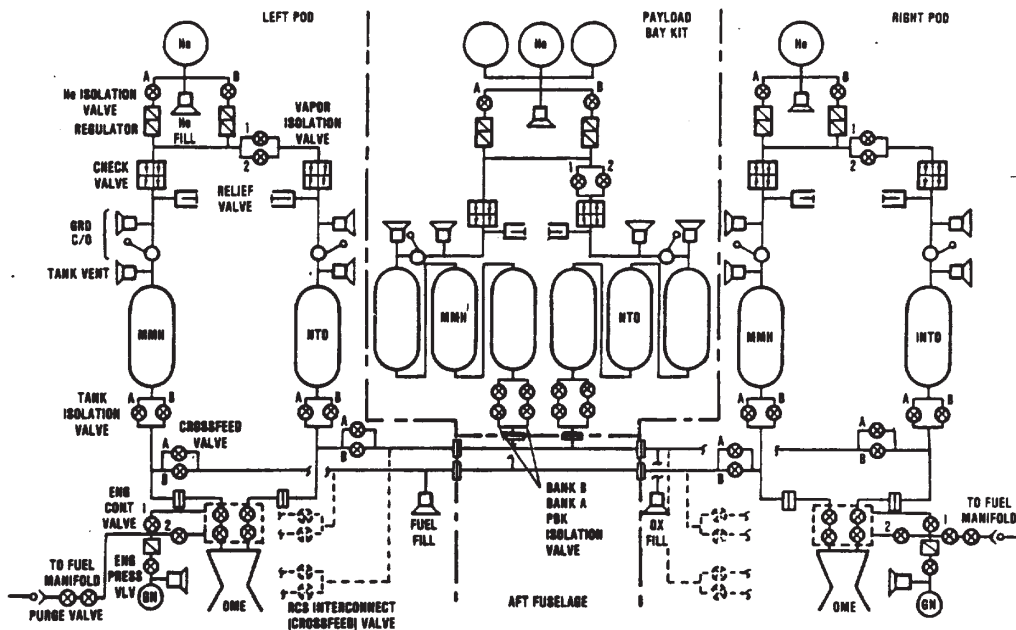 LEFT POD
PAYLOAD
BAY KIT
RIGHT POD
He
He
He
A
B
A
B
A
B
He ISOLATION
VALVE
REGULATOR
He
FILL
VAPOR
ISOLATION
VALVE
1
2
1
2
1
2
CHECK
VALVE
RELIEF
VALVE
GRD
C/O
TANK VENT
MMH
NTO
MMH
NTO
MMH
NTO
A
B
A
B
A
B
A
B
TANK
ISOLATION
VALVE
CROSSFEED
VALVE
A
B
A
B
A
B
A
B
ENG
CONT
VALVE
1
2
ENG
PRESS
VLV
TO FUEL
MANIFOLD
PURGE VALVE
GN
OME
RCS INTERCONNECT
(CROSSFEED) VALVE
FUEL
FILL
BANK B
BANK A
PBK
ISOLATION
VALVE
OX
FILL
AFT FUSELAGE
1
2
TO FUEL
MANIFOLD
OME
GN